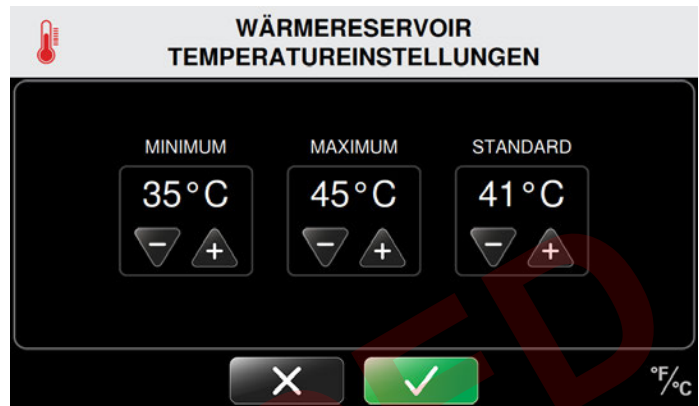 WÄRMERESERVOIR
TEMPERATUREINSTELLUNGEN
MINIMUM MAXIMUM STANDARD
35°C 45°C 41°C
− + − + − +
°F/°C